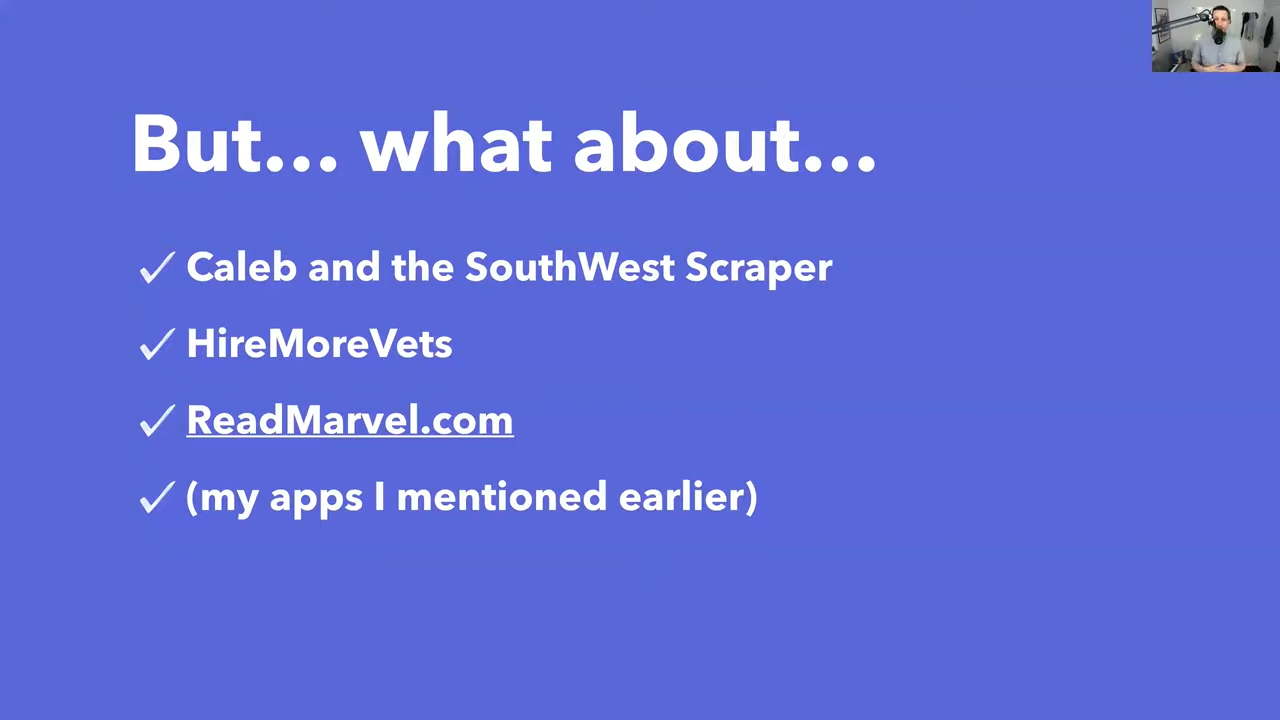 But... what about...
✓ Caleb and the SouthWest Scraper
✓ HireMoreVets
✓ ReadMarvel.com
✓ (my apps I mentioned earlier)